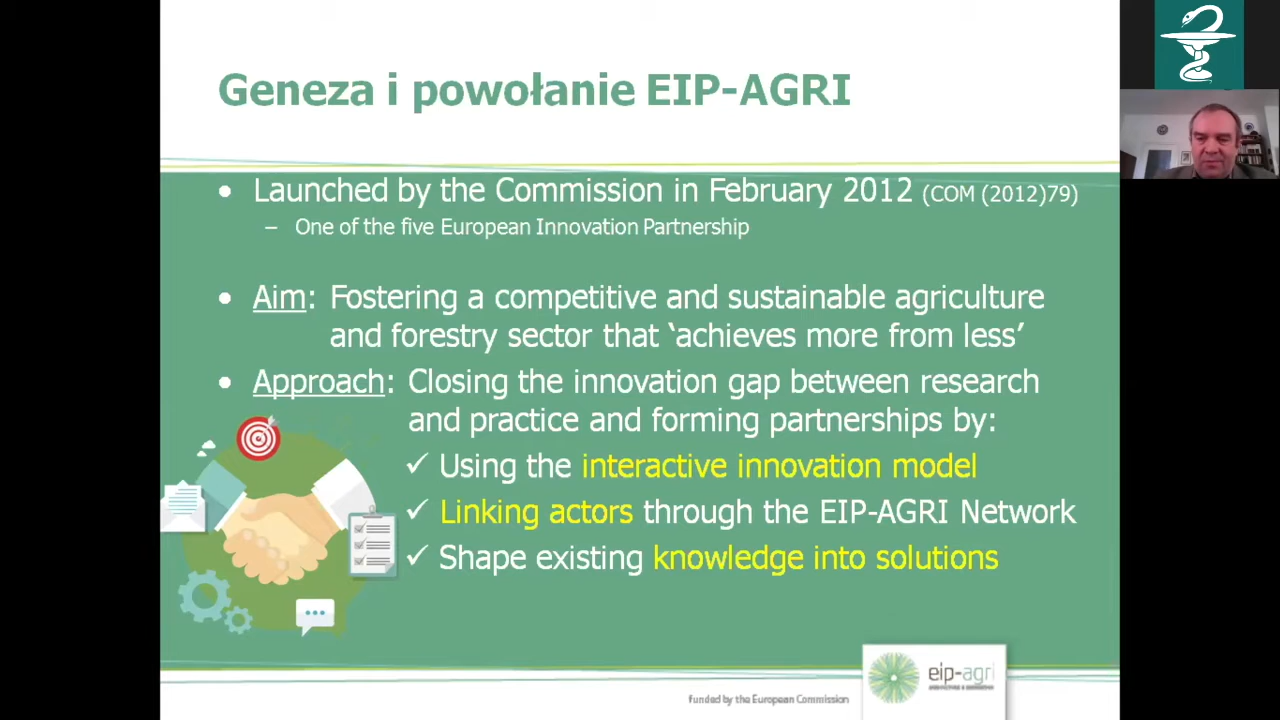 Geneza i powołanie EIP-AGRI
• Launched by the Commission in February 2012 (COM (2012)79)
– One of the five European Innovation Partnership
• Aim: Fostering a competitive and sustainable agriculture
and forestry sector that ‘achieves more from less’
• Approach: Closing the innovation gap between research
and practice and forming partnerships by:
✓ Using the interactive innovation model
✓ Linking actors through the EIP-AGRI Network
✓ Shape existing knowledge into solutions
eip-agri
funded by the European Commission